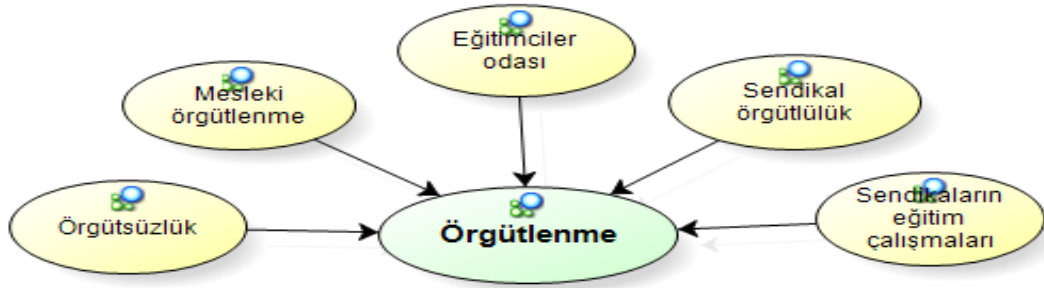 Eğitimciler
odası
Mesleki
örgütlenme
Sendikal
örgütlülük
Örgütsüzlük
Örgütlenme
Sendikaların
eğitim
çalışmaları